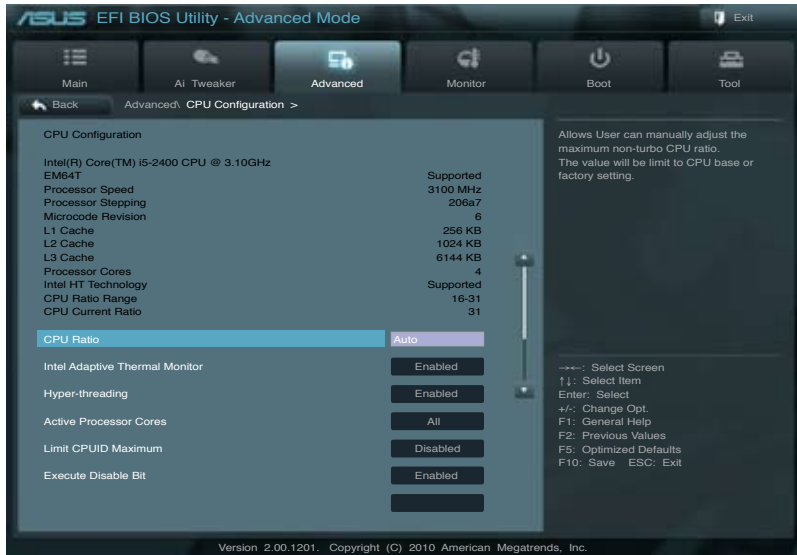 ASUS EFI BIOS Utility - Advanced Mode
Exit
Main
Ai Tweaker
Advanced
Monitor
Boot
Tool
Back
Advanced\ CPU Configuration >
CPU Configuration
Intel(R) Core(TM) i5-2400 CPU @ 3.10GHz
EM64T Supported
Processor Speed 3100 MHz
Processor Stepping 206a7
Microcode Revision 6
L1 Cache 256 KB
L2 Cache 1024 KB
L3 Cache 6144 KB
Processor Cores 4
Intel HT Technology Supported
CPU Ratio Range 16-31
CPU Current Ratio 31
CPU Ratio Auto
Intel Adaptive Thermal Monitor Enabled
Hyper-threading Enabled
Active Processor Cores All
Limit CPUID Maximum Disabled
Execute Disable Bit Enabled
Allows User can manually adjust the
maximum non-turbo CPU ratio.
The value will be limit to CPU base or
factory setting.
→←: Select Screen
↑↓: Select Item
Enter: Select
+/-: Change Opt.
F1: General Help
F2: Previous Values
F5: Optimized Defaults
F10: Save ESC: Exit
Version 2.00.1201. Copyright (C) 2010 American Megatrends, Inc.